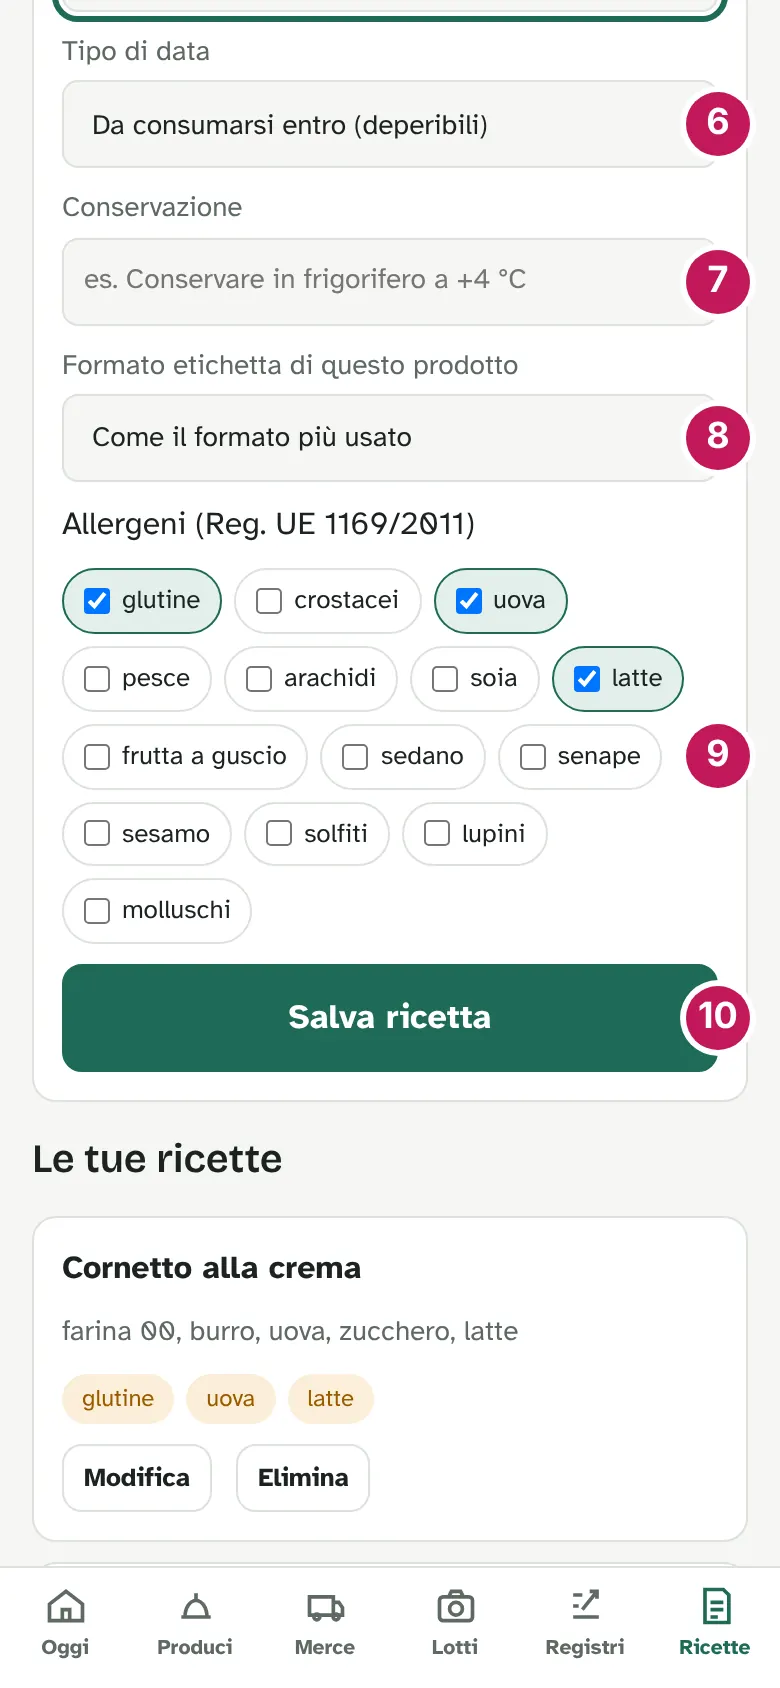 Tipo di data
Da consumarsi entro (deperibili)
6
Conservazione
es. Conservare in frigorifero a +4 °C
7
Formato etichetta di questo prodotto
Come il formato più usato
8
Allergeni (Reg. UE 1169/2011)
glutine crostacei uova
pesce arachidi soia latte
frutta a guscio sedano senape
9
sesamo solfiti lupini
molluschi
Salva ricetta
10
Le tue ricette
Cornetto alla crema
farina 00, burro, uova, zucchero, latte
glutine uova latte
Modifica Elimina
Oggi Produci Merce Lotti Registri Ricette